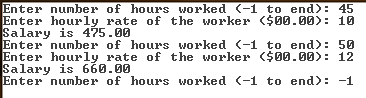 Enter number of hours worked (-1 to end): 45
Enter hourly rate of the worker ($00.00): 10
Salary is 475.00
Enter number of hours worked (-1 to end): 50
Enter hourly rate of the worker ($00.00): 12
Salary is 660.00
Enter number of hours worked (-1 to end): -1